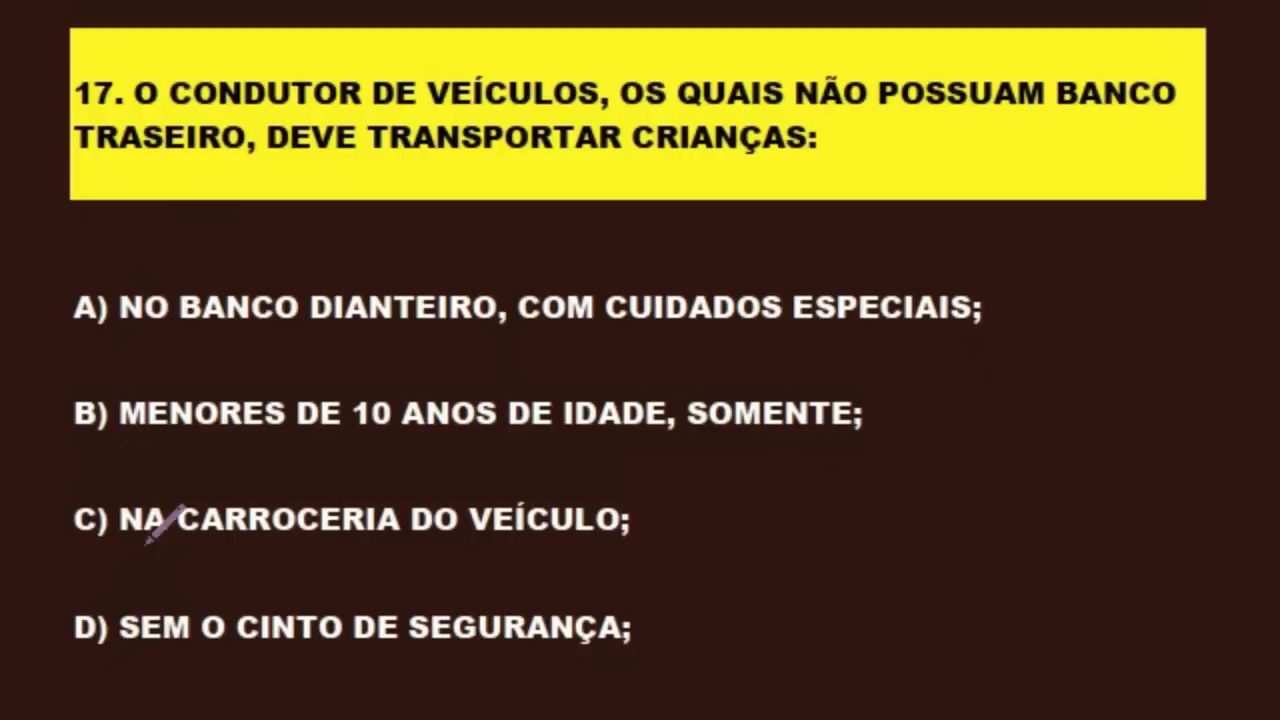 17. O CONDUTOR DE VEÍCULOS, OS QUAIS NÃO POSSUAM BANCO
TRASEIRO, DEVE TRANSPORTAR CRIANÇAS:
A) NO BANCO DIANTEIRO, COM CUIDADOS ESPECIAIS;
B) MENORES DE 10 ANOS DE IDADE, SOMENTE;
C) NA CARROCERIA DO VEÍCULO;
D) SEM O CINTO DE SEGURANÇA;